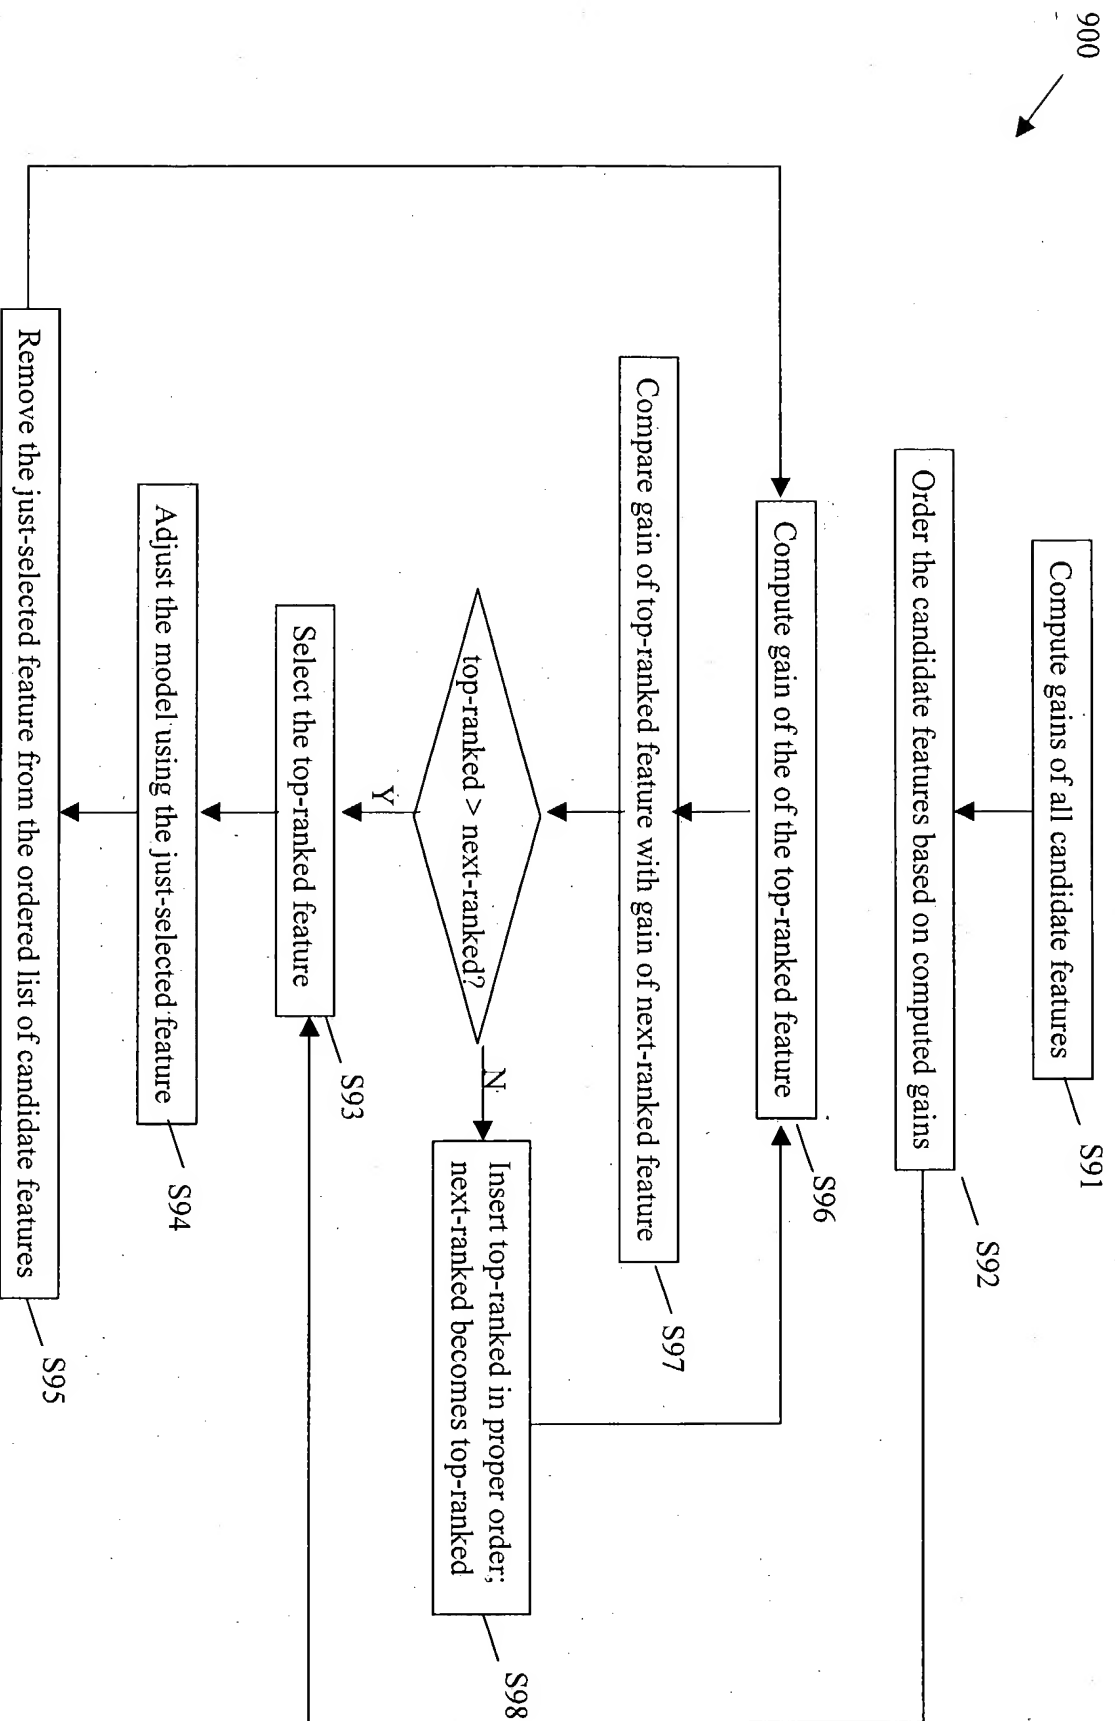 900
Compute gains of all candidate features
S91
Order the candidate features based on computed gains
S92
Compute gain of the of the top-ranked feature
S96
Compare gain of top-ranked feature with gain of next-ranked feature
S97
top-ranked > next-ranked?
N
Insert top-ranked in proper order;
next-ranked becomes top-ranked
S98
Y
Select the top-ranked feature
S93
Adjust the model using the just-selected feature
S94
Remove the just-selected feature from the ordered list of candidate features
S95